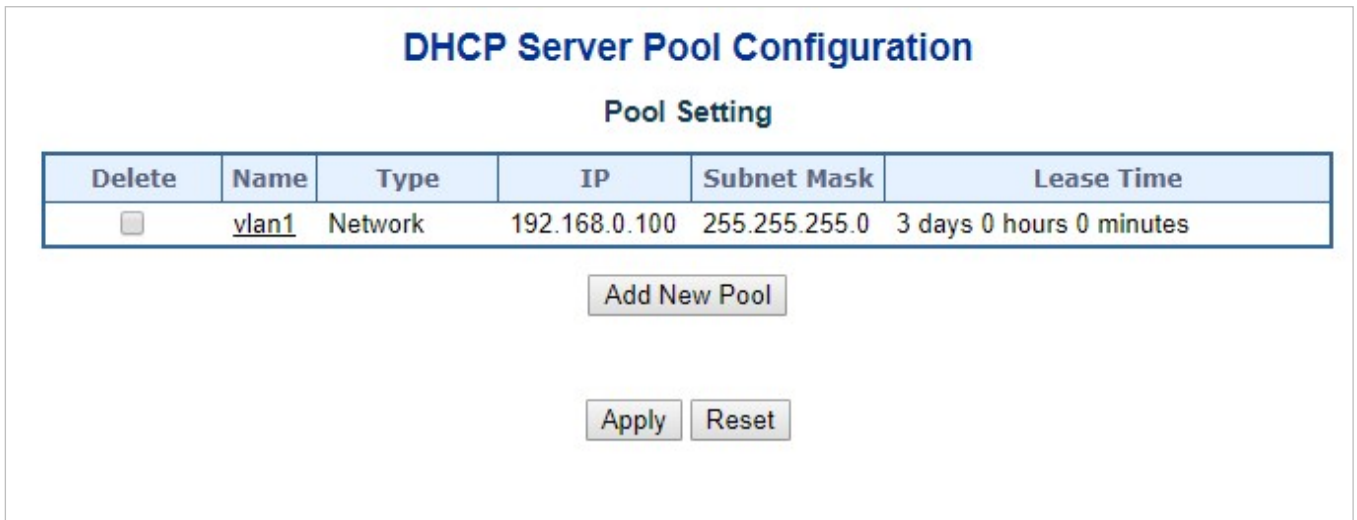 DHCP Server Pool Configuration
Pool Setting
Delete Name Type IP Subnet Mask Lease Time
vlan1 Network 192.168.0.100 255.255.255.0 3 days 0 hours 0 minutes
Add New Pool
Apply Reset